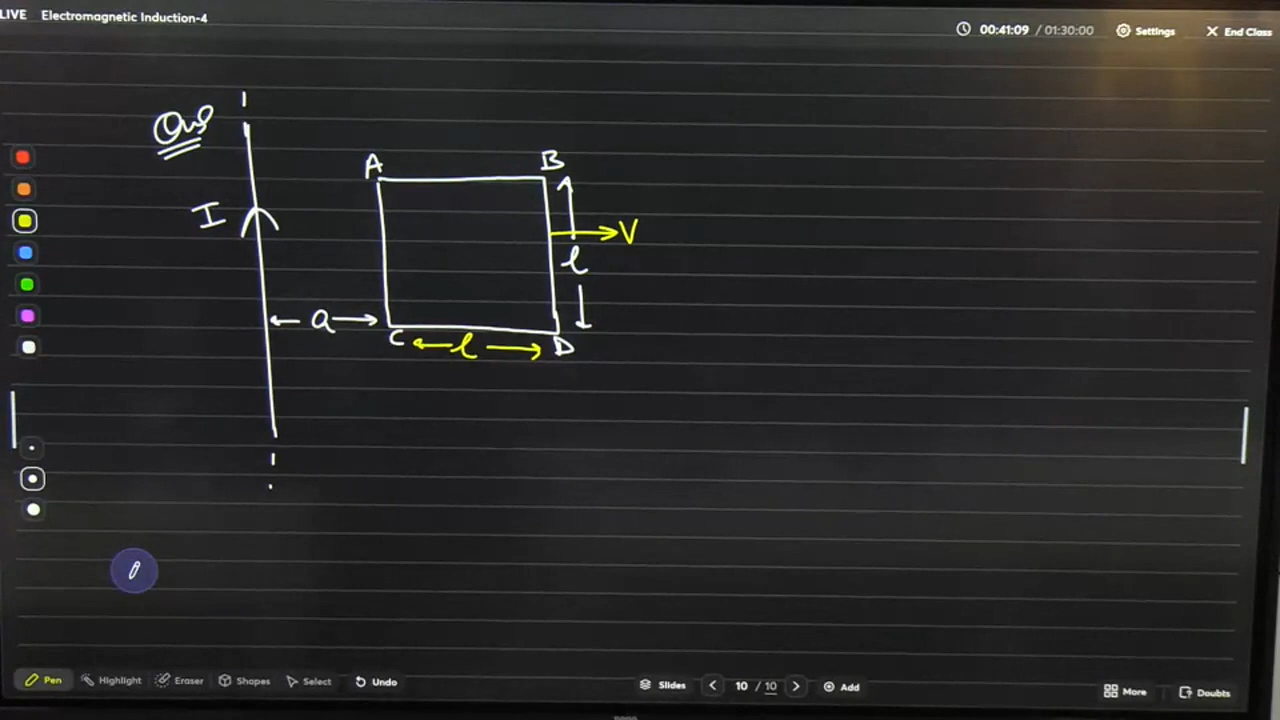 LIVE Electromagnetic Induction-4
00:41:09 / 01:30:00 Settings End Class
Que
I
A B
V
l
a
C l D
Pen Highlight Eraser Shapes Select Undo
Slides 10 / 10 Add
More Doubts